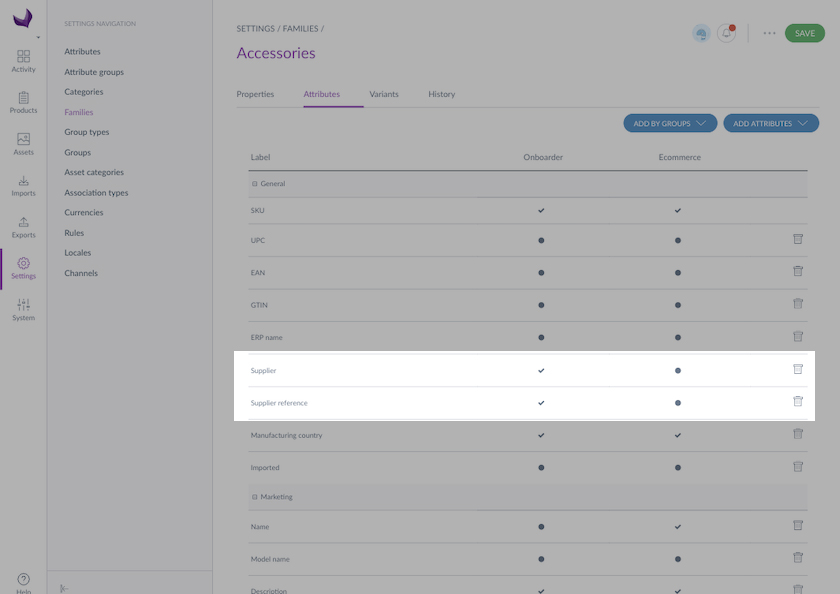 SETTINGS NAVIGATION
Attributes
Attribute groups
Categories
Families
Group types
Groups
Asset categories
Association types
Currencies
Rules
Locales
Channels
Activity
Products
Assets
Imports
Exports
Settings
System
Help
SETTINGS / FAMILIES /
Accessories
SAVE
Properties Attributes Variants History
ADD BY GROUPS ADD ATTRIBUTES
Label Onboarder Ecommerce
General
SKU
UPC
EAN
GTIN
ERP name
Supplier
Supplier reference
Manufacturing country
Imported
Marketing
Name
Model name
Description